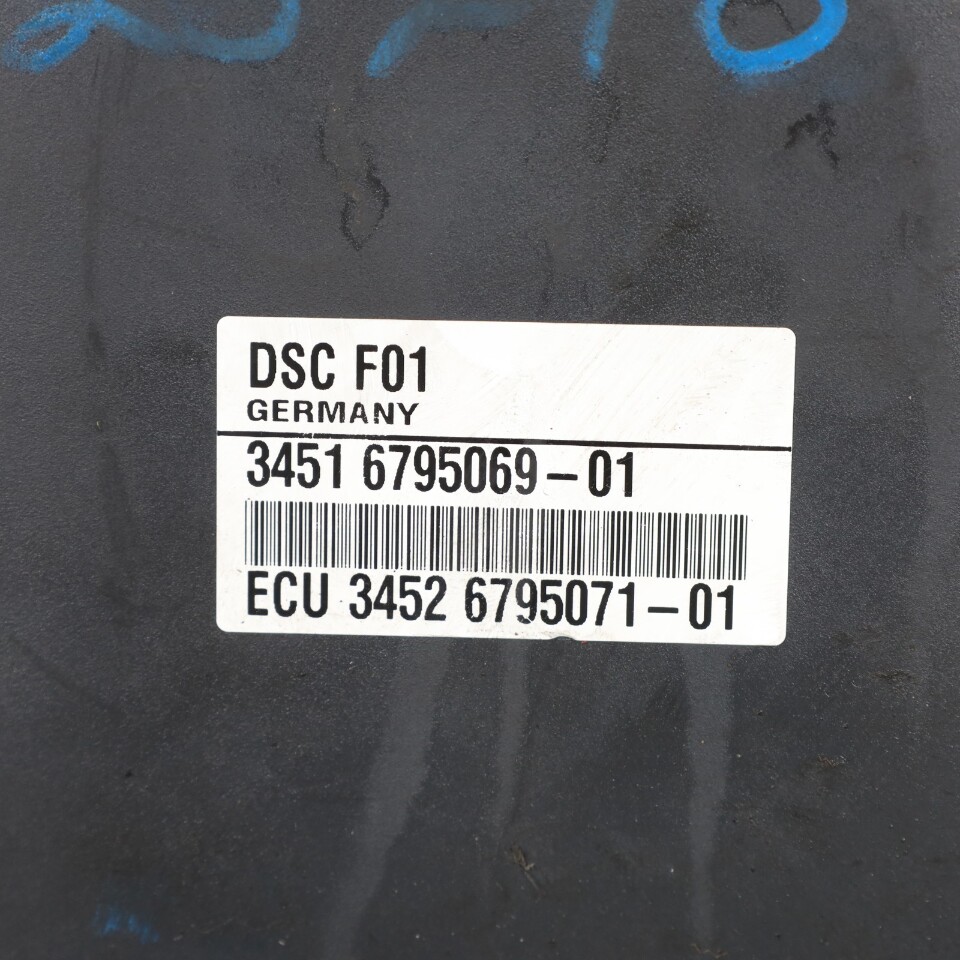 DSC F01
GERMANY
3451 6795069-01
ECU 3452 6795071-01